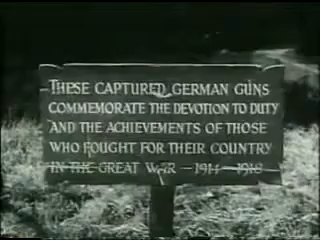 THESE CAPTURED GERMAN GUNS
COMMEMORATE THE DEVOTION TO DUTY
AND THE ACHIEVEMENTS OF THOSE
WHO FOUGHT FOR THEIR COUNTRY
IN THE GREAT WAR — 1914 — 1918